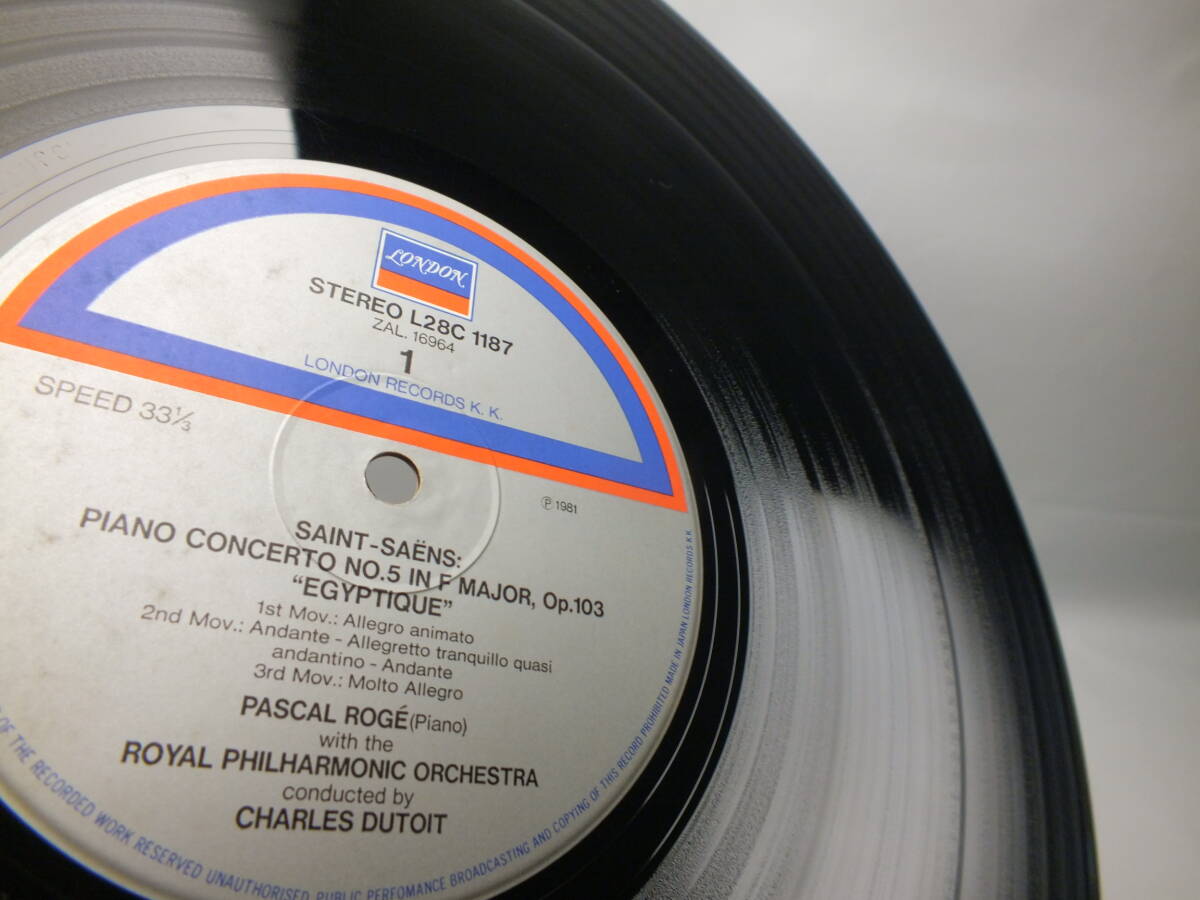 LONDON
STEREO L28C 1187
ZAL. 16964
1
LONDON RECORDS K. K.
SPEED 33⅓
Ⓟ 1981
SAINT-SAËNS:
PIANO CONCERTO NO.5 IN F MAJOR, Op.103
“EGYPTIQUE”
1st Mov.: Allegro animato
2nd Mov.: Andante - Allegretto tranquillo quasi
andantino - Andante
3rd Mov.: Molto Allegro
PASCAL ROGÉ (Piano)
with the
ROYAL PHILHARMONIC ORCHESTRA
conducted by
CHARLES DUTOIT
OF THE RECORDED WORK RESERVED UNAUTHORISED PUBLIC PERFOMANCE BROADCASTING AND COPYING OF THIS RECORD PROHIBITED MADE IN JAPAN LONDON RECORDS K.K.